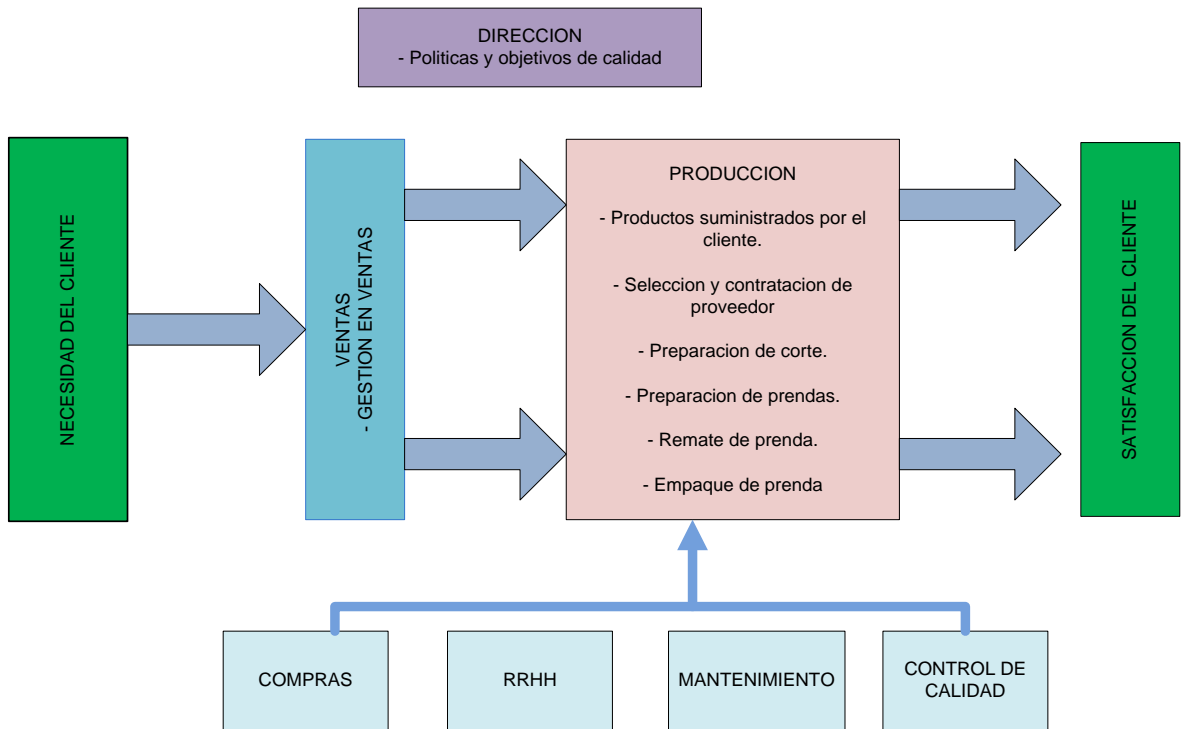 DIRECCION
- Politicas y objetivos de calidad
NECESIDAD DEL CLIENTE
VENTAS
- GESTION EN VENTAS
PRODUCCION
- Productos suministrados por el
cliente.
- Seleccion y contratacion de
proveedor
- Preparacion de corte.
- Preparacion de prendas.
- Remate de prenda.
- Empaque de prenda
SATISFACCION DEL CLIENTE
COMPRAS
RRHH
MANTENIMIENTO
CONTROL DE
CALIDAD